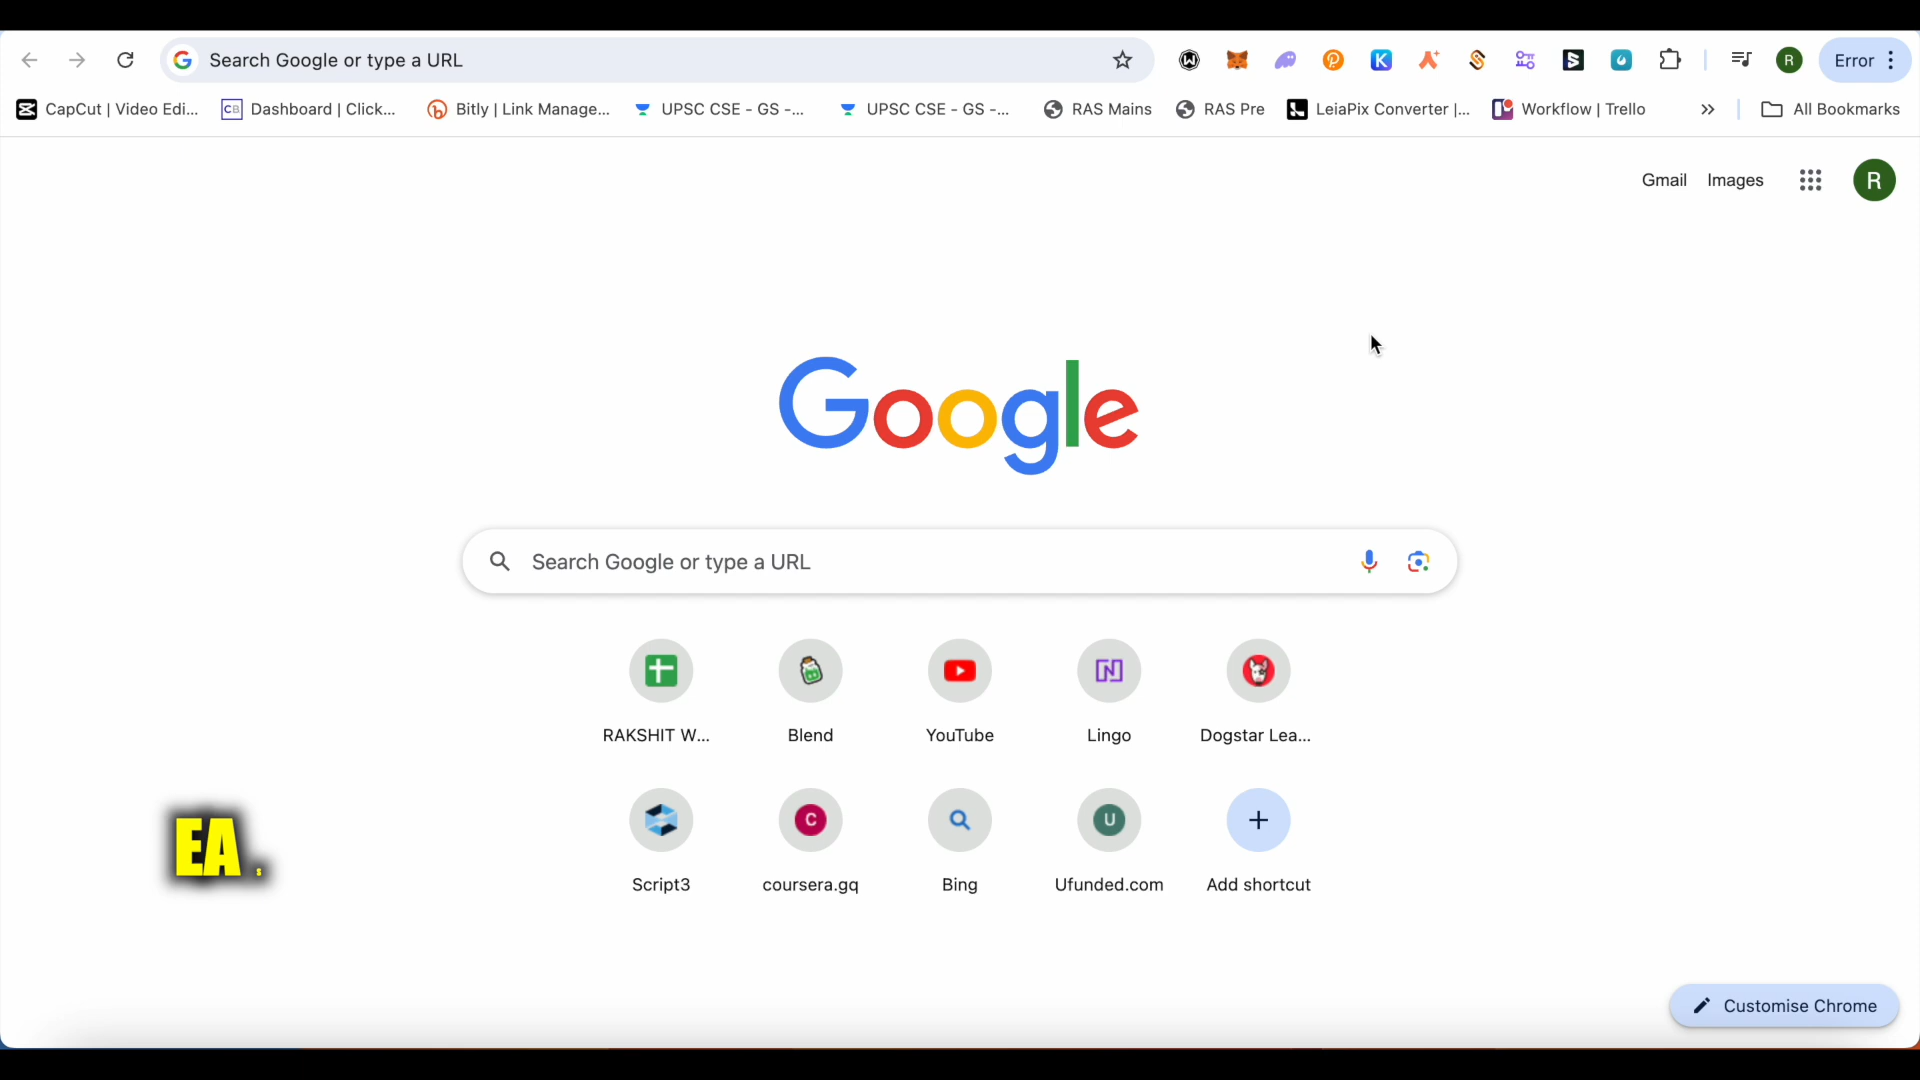 Search Google or type a URL
R
Error
CapCut | Video Edi...
CB Dashboard | Click...
Bitly | Link Manage...
UPSC CSE - GS -...
UPSC CSE - GS -...
RAS Mains
RAS Pre
LeiaPix Converter |...
Workflow | Trello
All Bookmarks
Gmail
Images
R
Google
Search Google or type a URL
RAKSHIT W...
Blend
YouTube
Lingo
Dogstar Lea...
C
U
Script3
coursera.gq
Bing
Ufunded.com
Add shortcut
EA
Customise Chrome